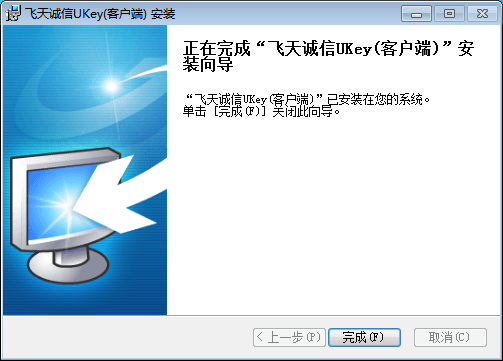 飞天诚信UKey(客户端) 安装
正在完成“飞天诚信UKey(客户端)”安
装向导
“飞天诚信UKey(客户端)”已安装在您的系统。
单击 [完成(F)] 关闭此向导。
< 上一步(P)
完成(F)
取消(C)